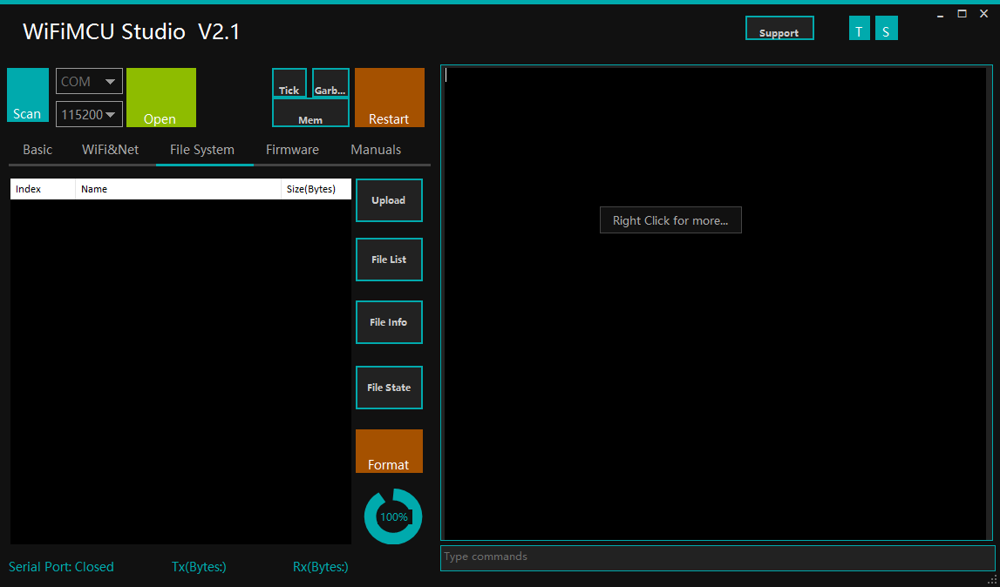 WiFiMCU Studio V2.1
Support
T
S
Scan
COM
115200
Open
Tick
Garb...
Mem
Restart
Basic
WiFi&Net
File System
Firmware
Manuals
Index
Name
Size(Bytes)
Upload
File List
File Info
File State
Format
100%
Right Click for more...
Type commands
Serial Port: Closed
Tx(Bytes:)
Rx(Bytes:)